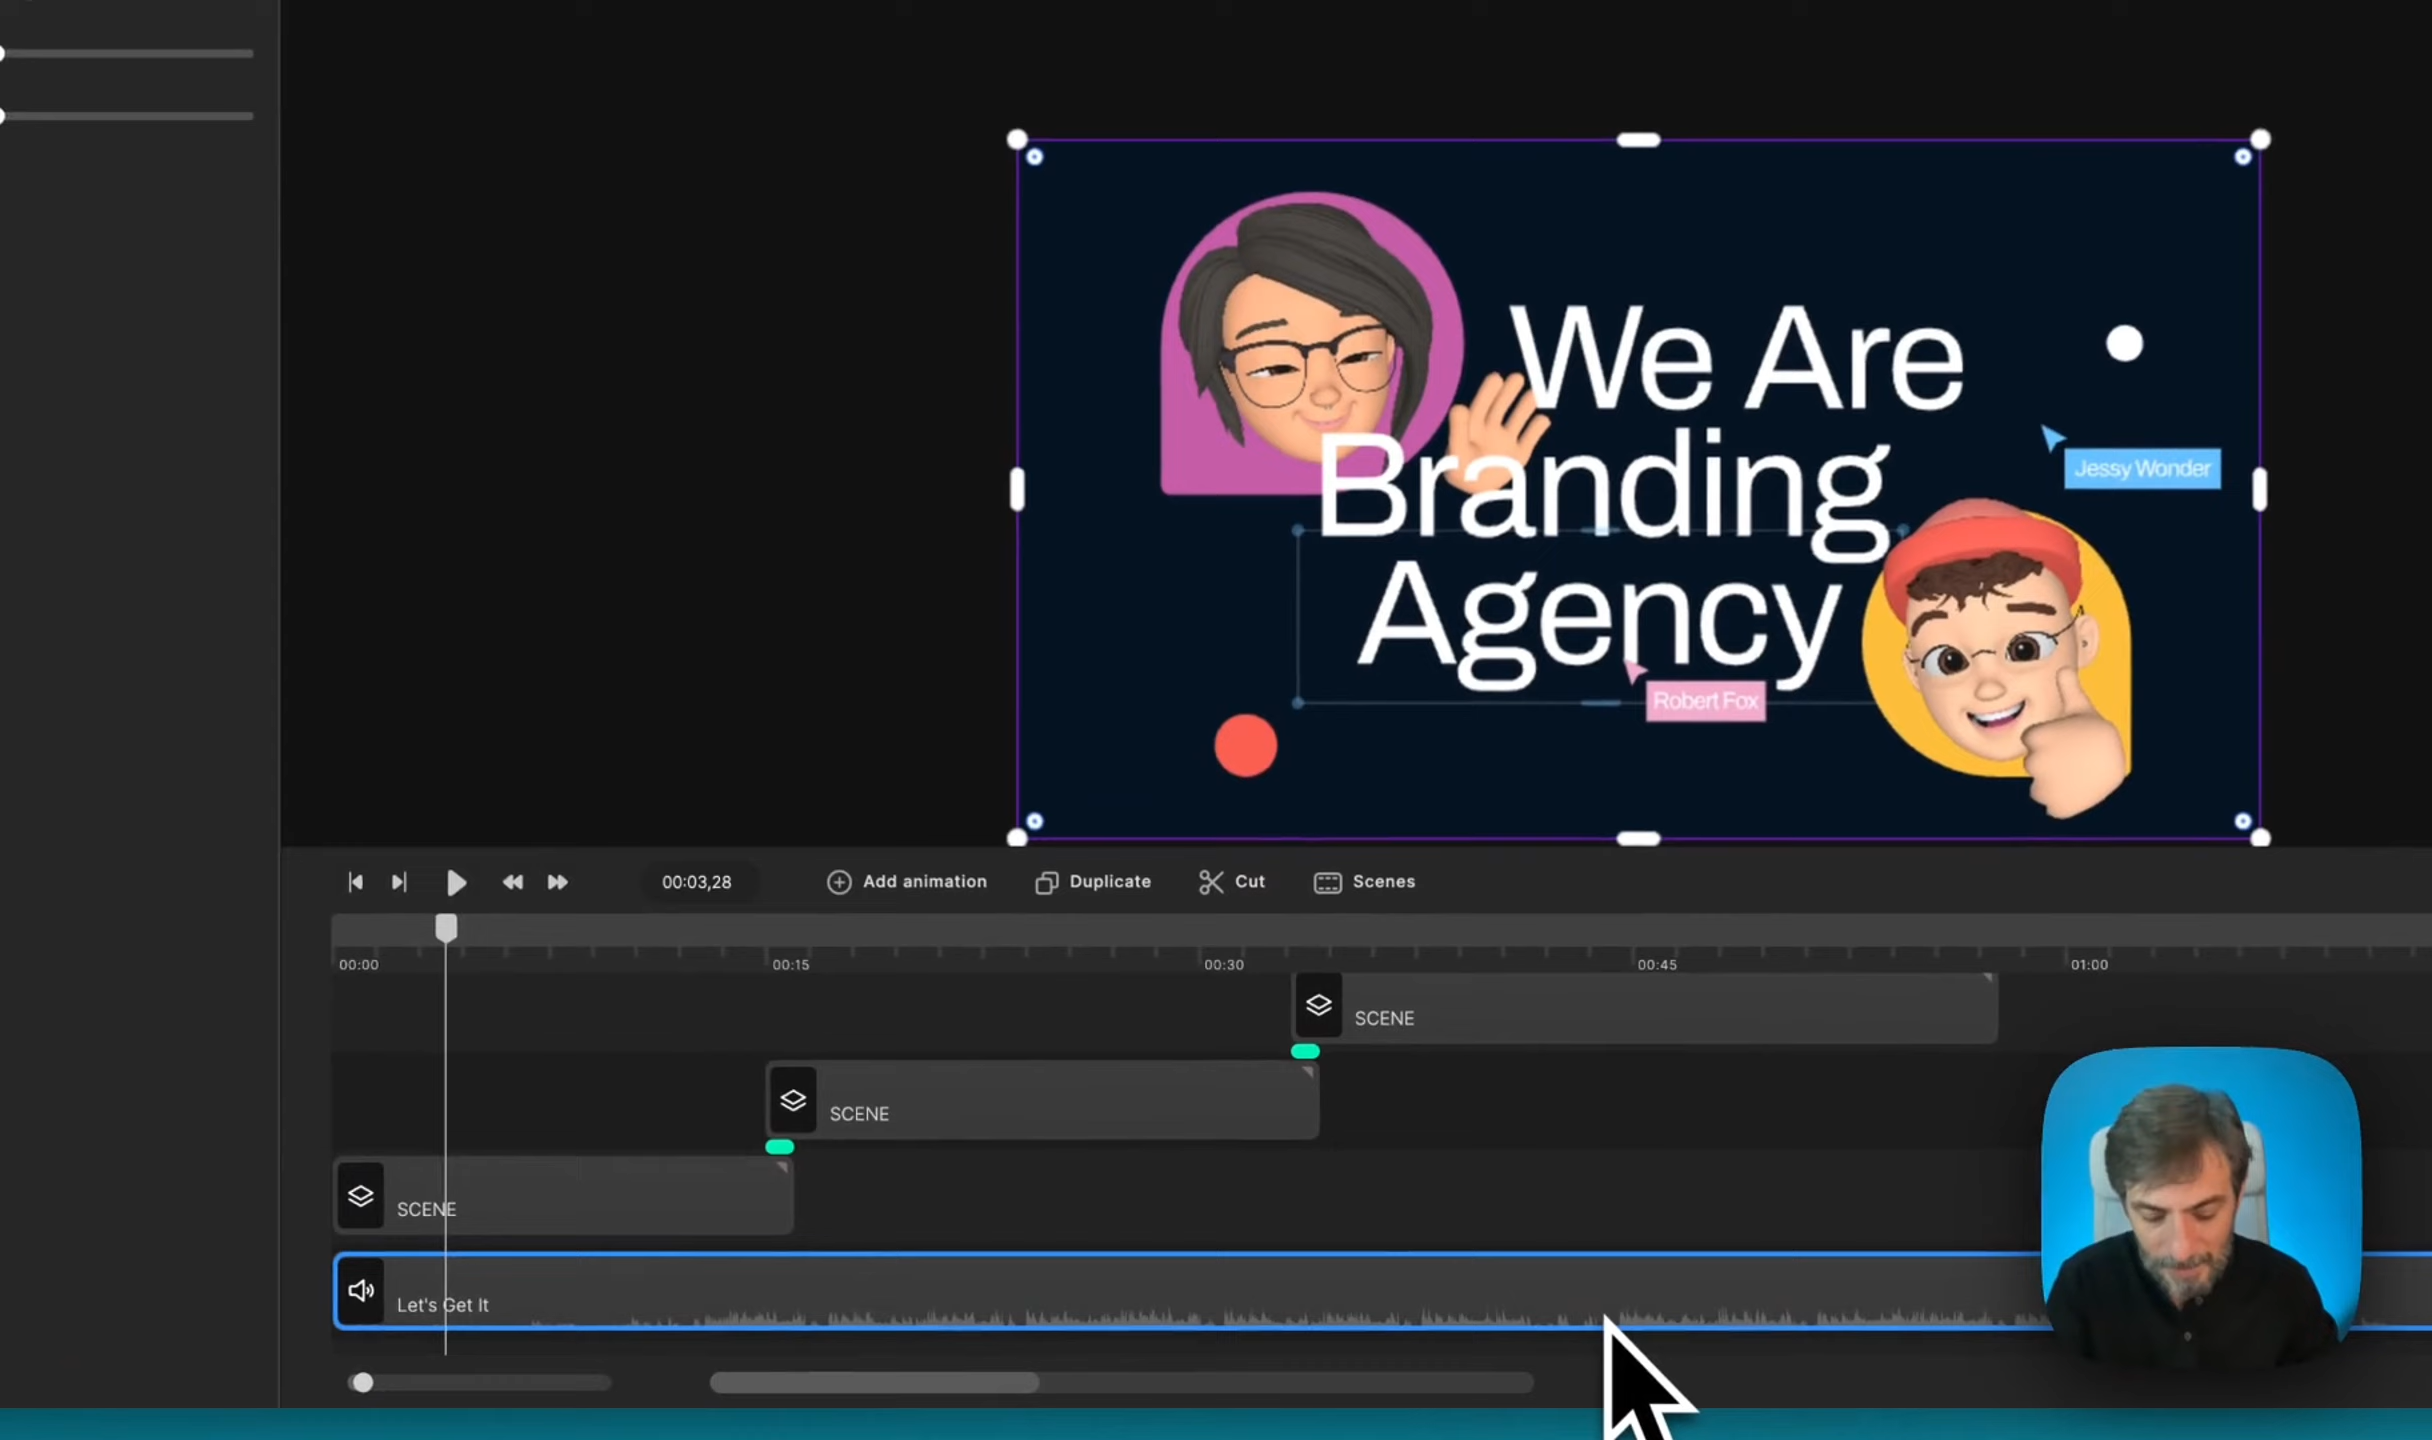 We Are
Branding
Agency
Jessy Wonder
Robert Fox
00:03,28
Add animation
Duplicate
Cut
Scenes
00:00
00:15
00:30
00:45
01:00
SCENE
SCENE
SCENE
Let's Get It